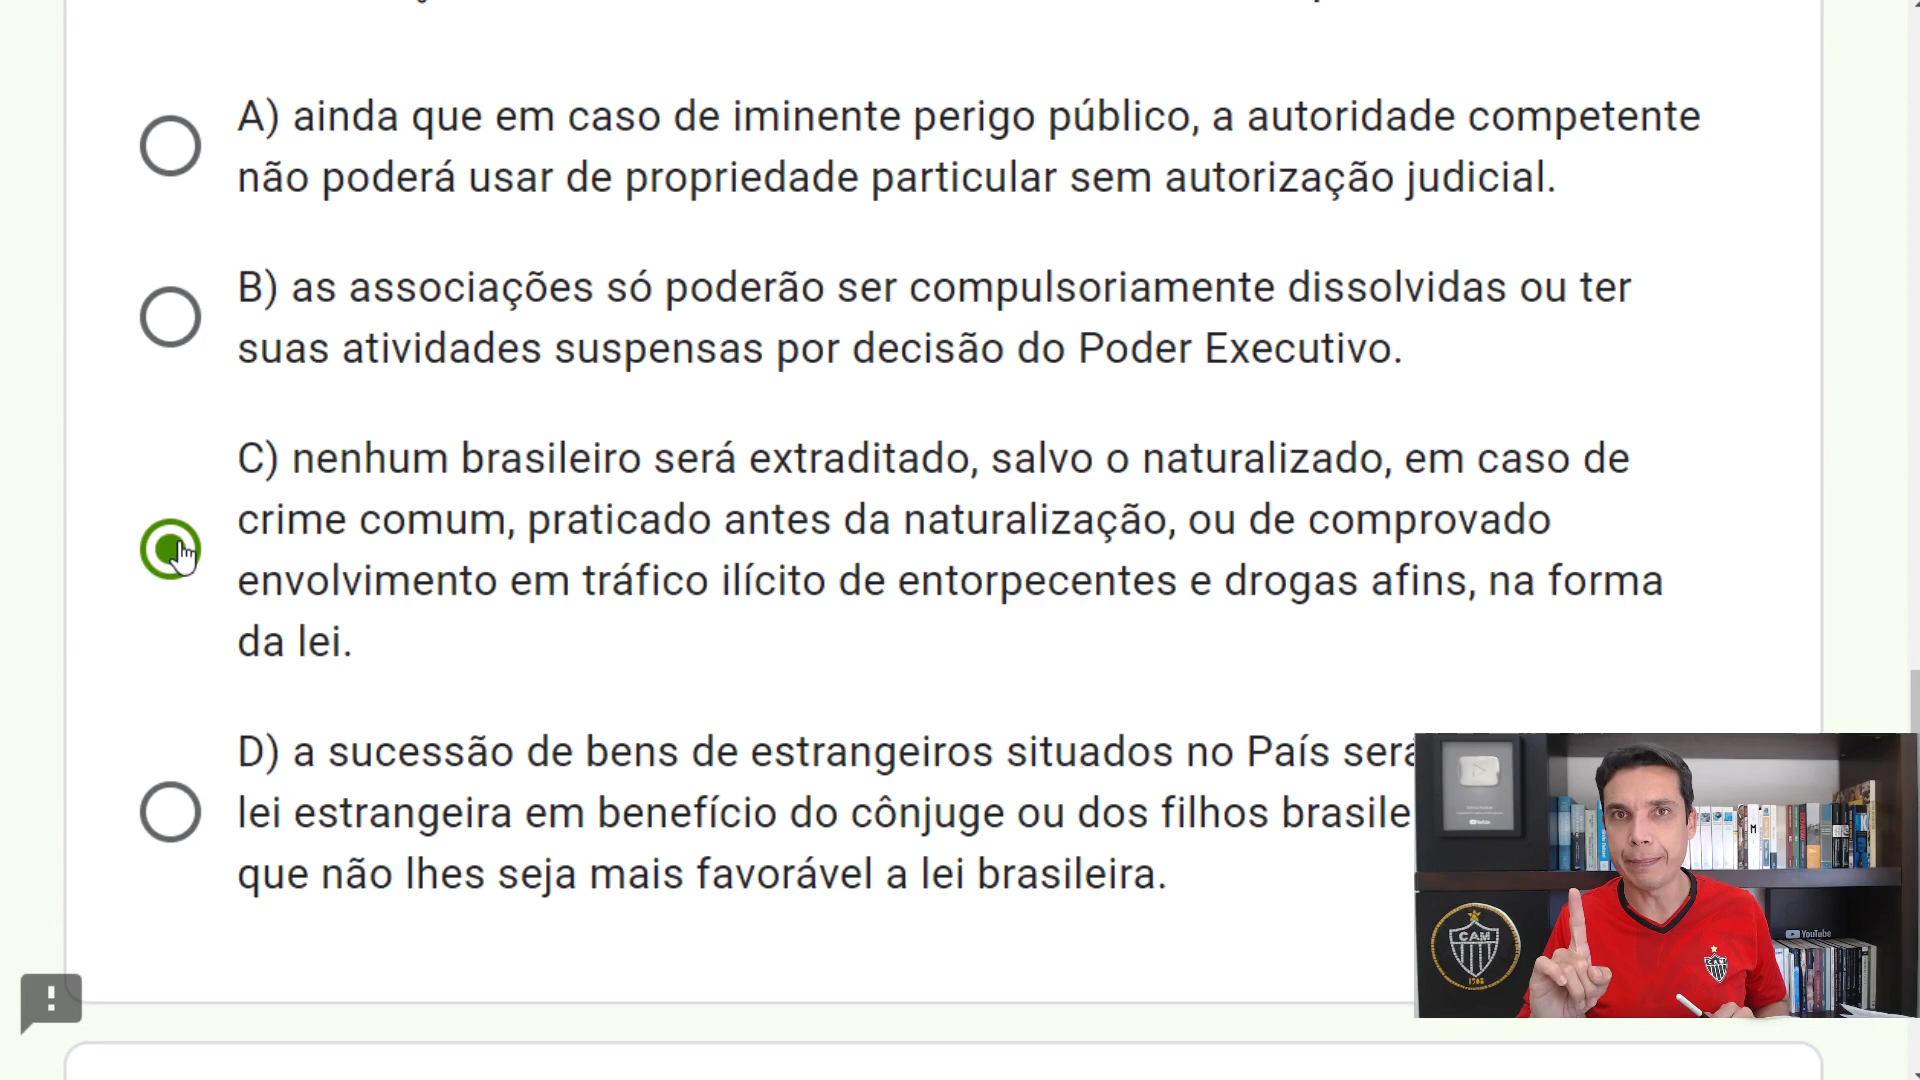 A) ainda que em caso de iminente perigo público, a autoridade competente
não poderá usar de propriedade particular sem autorização judicial.
B) as associações só poderão ser compulsoriamente dissolvidas ou ter
suas atividades suspensas por decisão do Poder Executivo.
C) nenhum brasileiro será extraditado, salvo o naturalizado, em caso de
crime comum, praticado antes da naturalização, ou de comprovado
envolvimento em tráfico ilícito de entorpecentes e drogas afins, na forma
da lei.
D) a sucessão de bens de estrangeiros situados no País será
lei estrangeira em benefício do cônjuge ou dos filhos brasile
que não lhes seja mais favorável a lei brasileira.
CAM
1908
YouTube